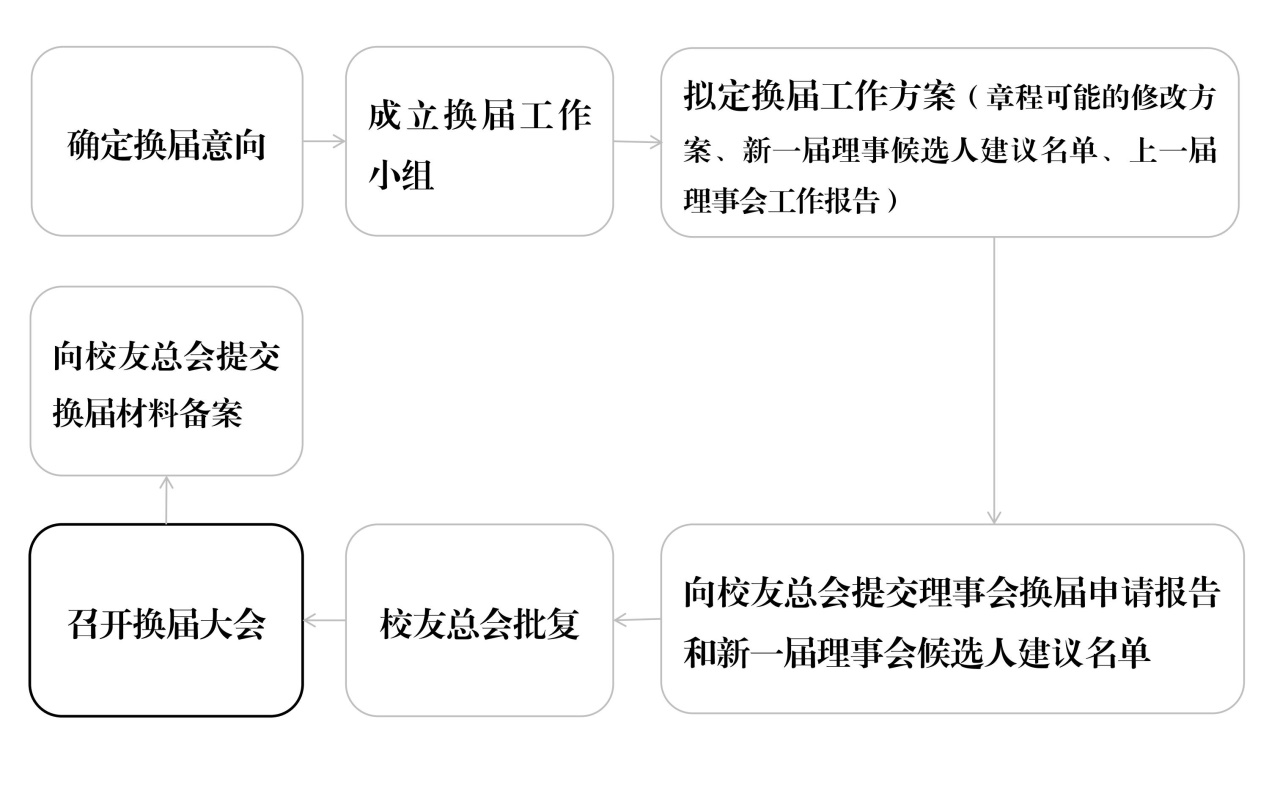 确定换届意向
成立换届工作
小组
拟定换届工作方案（章程可能的修改方
案、新一届理事候选人建议名单、上一届
理事会工作报告）
向校友总会提交理事会换届申请报告
和新一届理事会候选人建议名单
校友总会批复
召开换届大会
向校友总会提交
换届材料备案